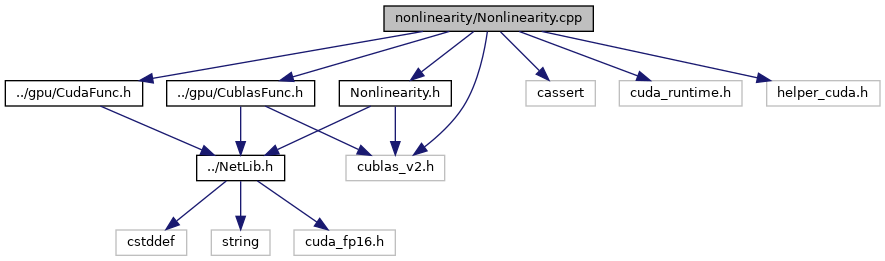 nonlinearity/Nonlinearity.cpp
../gpu/CudaFunc.h
../gpu/CublasFunc.h
Nonlinearity.h
cassert
cuda_runtime.h
helper_cuda.h
../NetLib.h
cublas_v2.h
cstddef
string
cuda_fp16.h